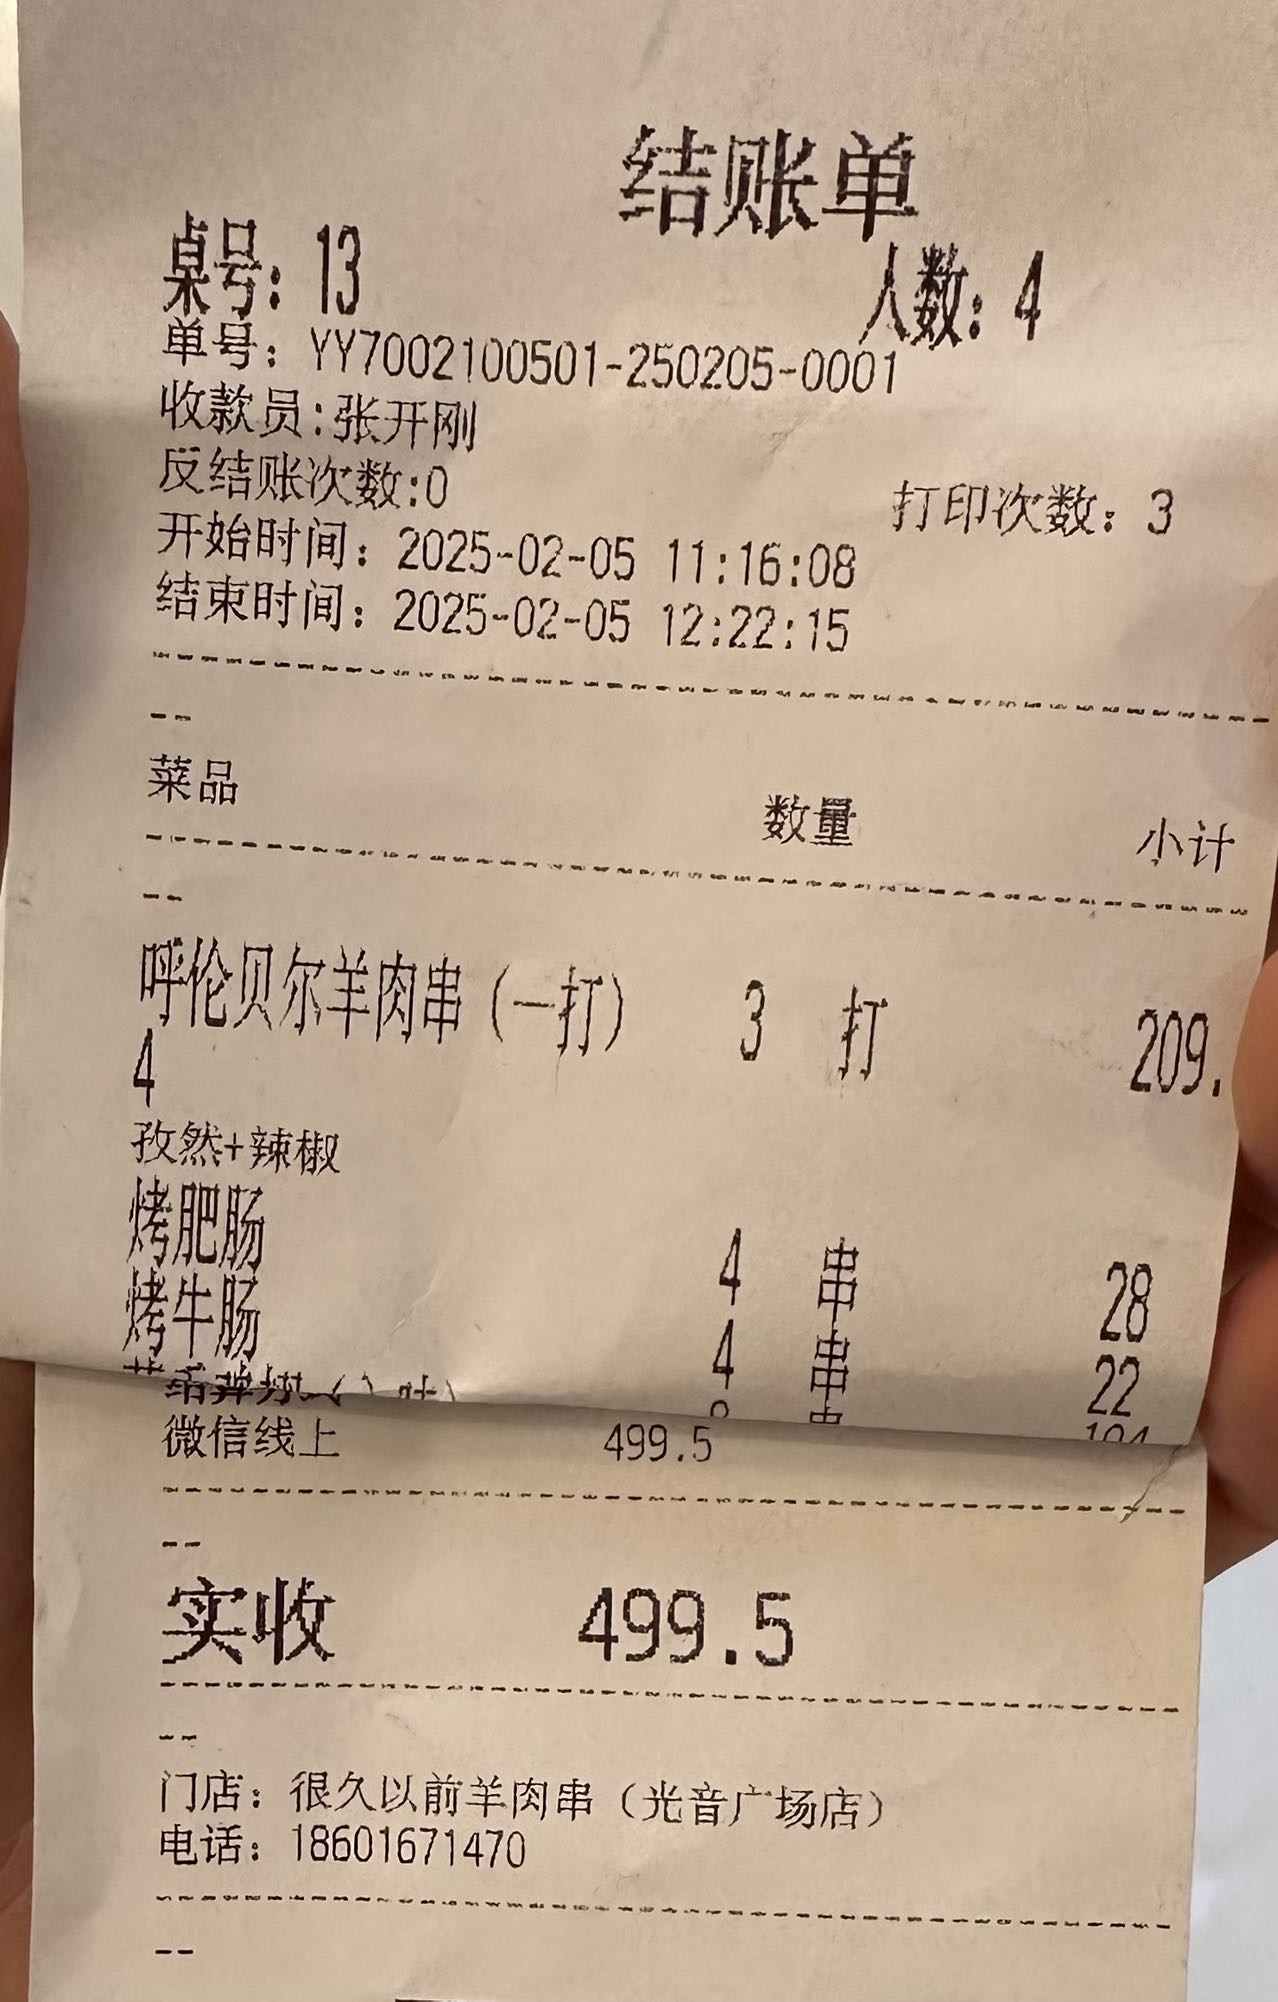 结账单
桌号：13 人数：4
单号：YY7002100501-250205-0001
收款员:张开刚
反结账次数:0 打印次数：3
开始时间：2025-02-05 11:16:08
结束时间：2025-02-05 12:22:15
--
菜品 数量 小计
--
呼伦贝尔羊肉串（一打） 3 打 209.
4
孜然+辣椒
烤肥肠 4 串 28
烤牛肠 4 串 22
微信线上 499.5
--
实收 499.5
--
门店：很久以前羊肉串（光音广场店）
电话：18601671470
--